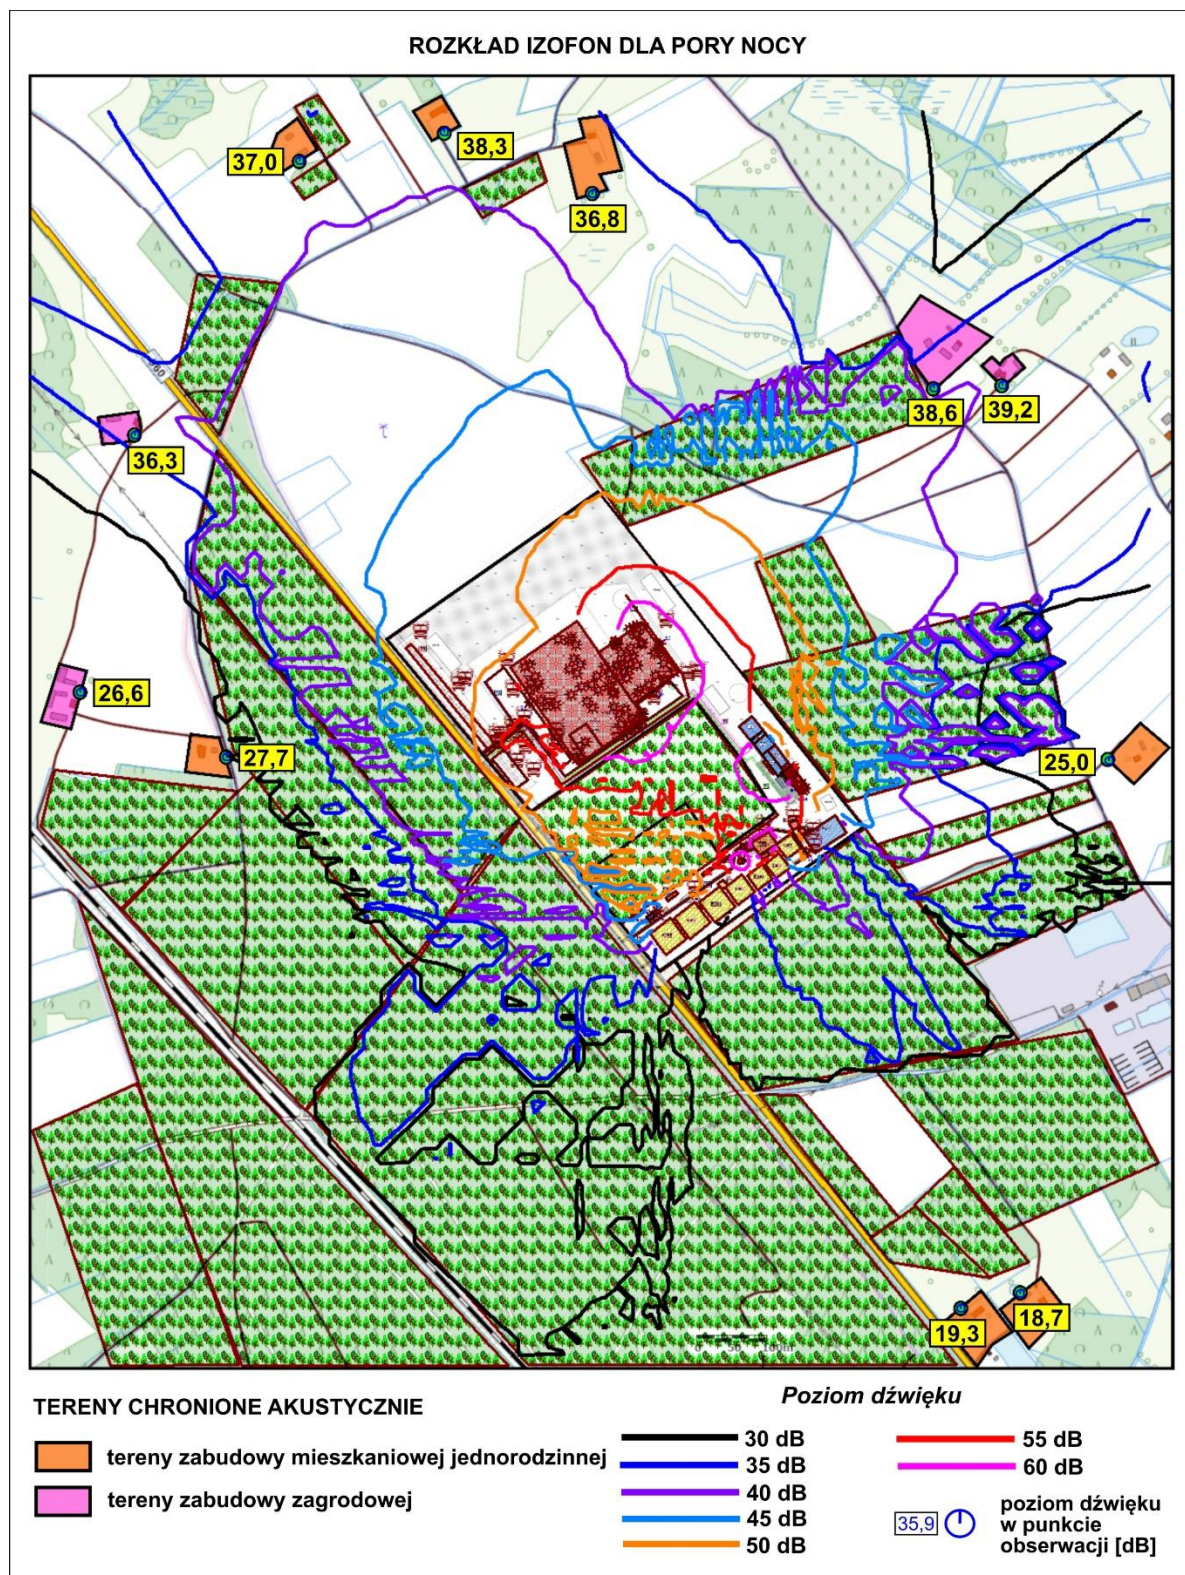 ROZKŁAD IZOFON DLA PORY NOCY
37,0
38,3
36,8
38,6
39,2
36,3
26,6
27,7
25,0
19,3
18,7
0 50 100m
TERENY CHRONIONE AKUSTYCZNIE
tereny zabudowy mieszkaniowej jednorodzinnej
tereny zabudowy zagrodowej
Poziom dźwięku
30 dB
35 dB
40 dB
45 dB
50 dB
55 dB
60 dB
35,9
poziom dźwięku
w punkcie
obserwacji [dB]